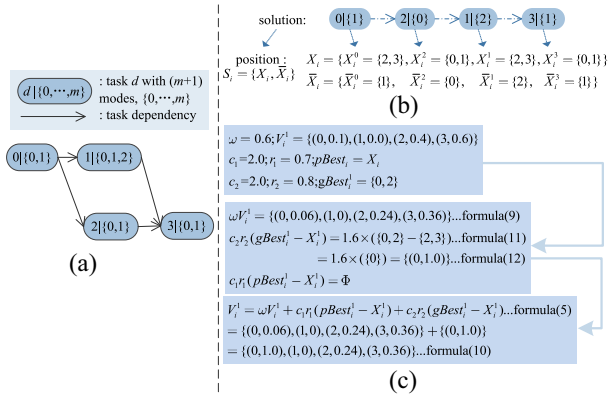 d|{0,⋯,m}
: task d with (m+1)
modes, {0,⋯,m}
: task dependency
0|{0,1}
1|{0,1,2}
2|{0,1}
3|{0,1}
(a)
solution:
0|{1}
2|{0}
1|{2}
3|{1}
position :
S_i = {X_i, X̄_i}
X_i = {X_i^0 = {2,3}, X_i^2 = {0,1}, X_i^1 = {2,3}, X_i^3 = {0,1}}
X̄_i = {X̄_i^0 = {1}, X̄_i^2 = {0}, X̄_i^1 = {2}, X̄_i^3 = {1}}
(b)
ω = 0.6; V_i^1 = {(0,0.1), (1,0.0), (2,0.4), (3,0.6)}
c_1=2.0; r_1 = 0.7; pBest_i = X_i
c_2=2.0; r_2 = 0.8; gBest_i^1 = {0,2}
ωV_i^1 = {(0,0.06), (1,0), (2,0.24), (3,0.36)}...formula(9)
c_2r_2(gBest_i^1 − X_i^1) = 1.6×({0,2} − {2,3})...formula(11)
= 1.6×({0}) = {(0,1.0)}...formula(12)
c_1r_1(pBest_i^1 − X_i^1) = Φ
V_i^1 = ωV_i^1 + c_1r_1(pBest_i^1 − X_i^1) + c_2r_2(gBest_i^1 − X_i^1)...formula(5)
= {(0,0.06), (1,0), (2,0.24), (3,0.36)} + {(0,1.0)}
= {(0,1.0), (1,0), (2,0.24), (3,0.36)}...formula(10)
(c)